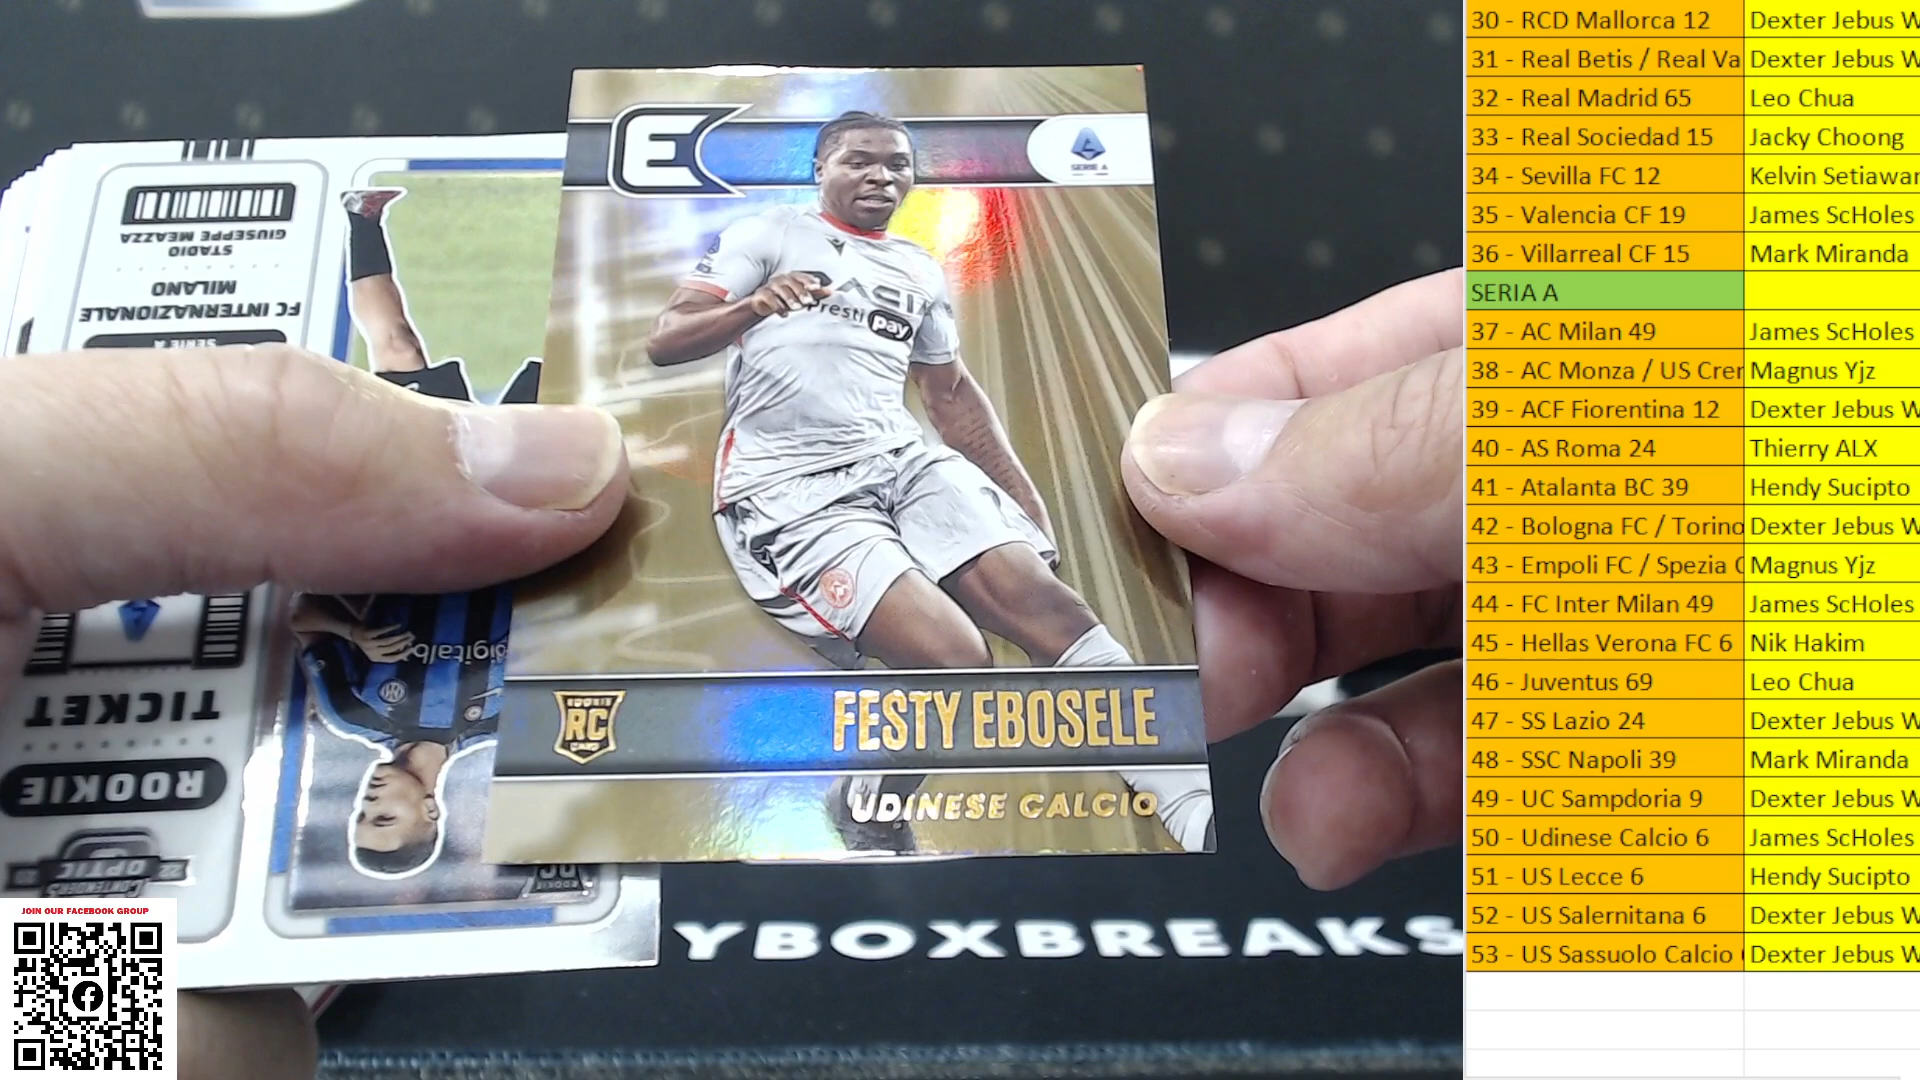 E
SERIE A
Presti pay
RC
FESTY EBOSELE
UDINESE CALCIO
STADIO
GIUSEPPE MEAZZA
MILANO
FC INTERNAZIONALE
SERIE A
digitalb
TICKET
ROOKIE
OPTIC
CONTENDERS
YBOXBREAKS
JOIN OUR FACEBOOK GROUP
30 - RCD Mallorca 12 Dexter Jebus W
31 - Real Betis / Real Va Dexter Jebus W
32 - Real Madrid 65 Leo Chua
33 - Real Sociedad 15 Jacky Choong
34 - Sevilla FC 12 Kelvin Setiawan
35 - Valencia CF 19 James ScHoles
36 - Villarreal CF 15 Mark Miranda
SERIA A
37 - AC Milan 49 James ScHoles
38 - AC Monza / US Crem Magnus Yjz
39 - ACF Fiorentina 12 Dexter Jebus W
40 - AS Roma 24 Thierry ALX
41 - Atalanta BC 39 Hendy Sucipto
42 - Bologna FC / Torino Dexter Jebus W
43 - Empoli FC / Spezia C Magnus Yjz
44 - FC Inter Milan 49 James ScHoles
45 - Hellas Verona FC 6 Nik Hakim
46 - Juventus 69 Leo Chua
47 - SS Lazio 24 Dexter Jebus W
48 - SSC Napoli 39 Mark Miranda
49 - UC Sampdoria 9 Dexter Jebus W
50 - Udinese Calcio 6 James ScHoles
51 - US Lecce 6 Hendy Sucipto
52 - US Salernitana 6 Dexter Jebus W
53 - US Sassuolo Calcio Dexter Jebus W